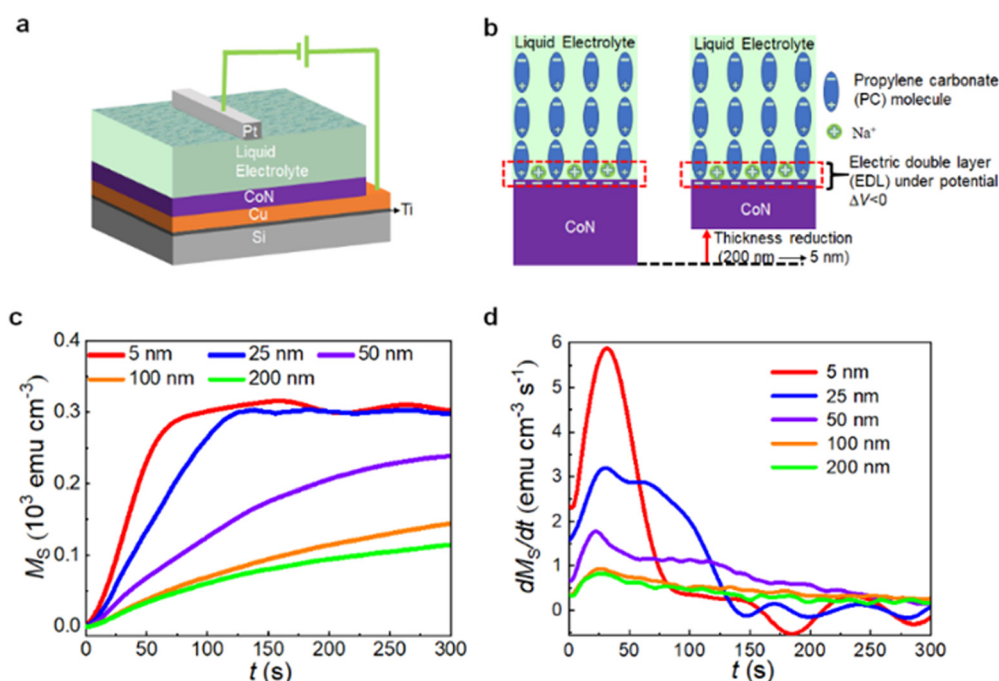 a
Pt
Liquid
Electrolyte
CoN
Cu
Ti
Si
b
Liquid Electrolyte
Liquid Electrolyte
Propylene carbonate
(PC) molecule
Na⁺
Electric double layer
(EDL) under potential
ΔV<0
CoN
CoN
Thickness reduction
(200 nm → 5 nm)
c
0.4
0.3
0.2
0.1
0.0
5 nm 25 nm 50 nm
100 nm 200 nm
0 50 100 150 200 250 300
M_S (10³ emu cm⁻³)
t (s)
d
6
5
4
3
2
1
0
5 nm
25 nm
50 nm
100 nm
200 nm
0 50 100 150 200 250 300
dM_S/dt (emu cm⁻³ s⁻¹)
t (s)